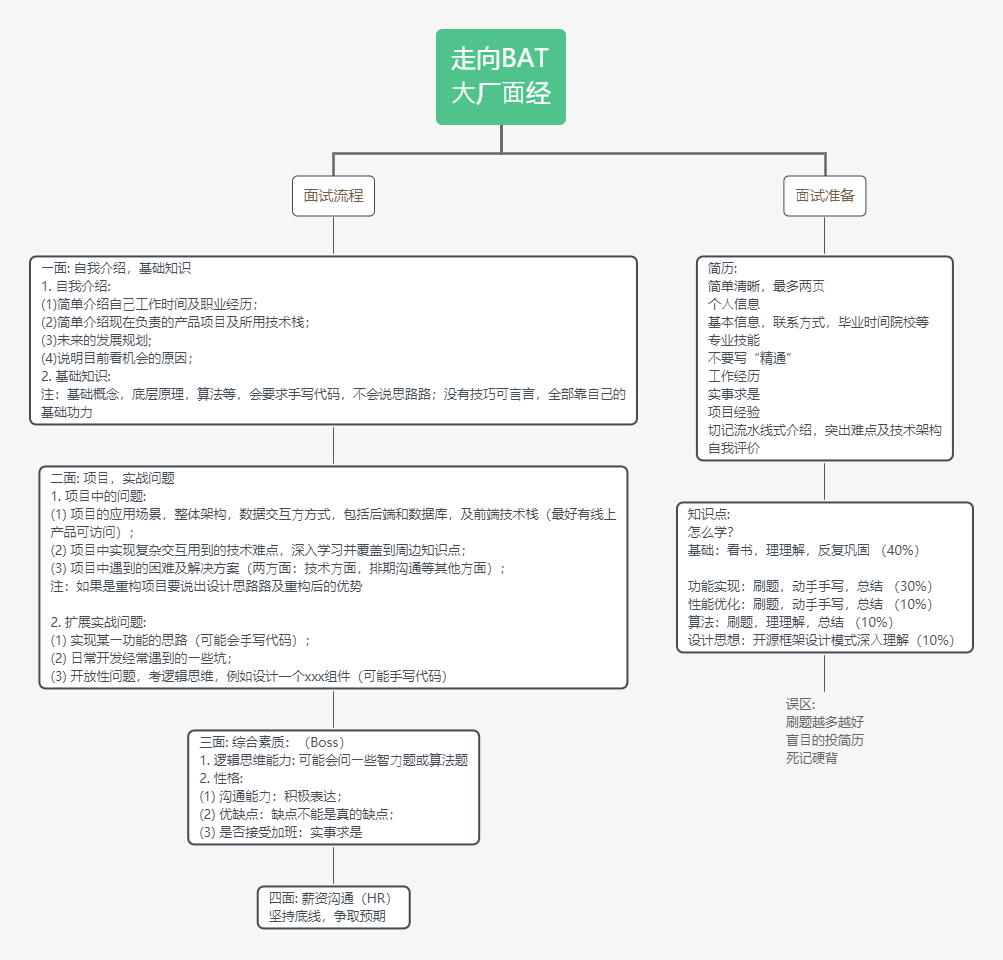 走向BAT
大厂面经
面试流程
一面: 自我介绍，基础知识
1. 自我介绍:
(1)简单介绍自己工作时间及职业经历；
(2)简单介绍现在负责的产品项目及所用技术栈；
(3)未来的发展规划;
(4)说明目前看机会的原因；
2. 基础知识:
注：基础概念，底层原理，算法等，会要求手写代码，不会说思路路；没有技巧可言言，全部靠自己的
基础功力
二面: 项目，实战问题
1. 项目中的问题:
(1) 项目的应用场景，整体架构，数据交互方方式，包括后端和数据库，及前端技术栈（最好有线上
产品可访问）；
(2) 项目中实现复杂交互用到的技术难点，深入学习并覆盖到周边知识点；
(3) 项目中遇到的困难及解决方案（两方面：技术方面，排期沟通等其他方面）；
注：如果是重构项目要说出设计思路路及重构后的优势
2. 扩展实战问题:
(1) 实现某一功能的思路（可能会手写代码）；
(2) 日常开发经常遇到的一些坑；
(3) 开放性问题，考逻辑思维，例如设计一个xxx组件（可能手写代码）
三面: 综合素质：（Boss）
1. 逻辑思维能力: 可能会问一些智力题或算法题
2. 性格:
(1) 沟通能力：积极表达；
(2) 优缺点：缺点不能是真的缺点；
(3) 是否接受加班：实事求是
四面: 薪资沟通（HR）
坚持底线，争取预期
面试准备
简历:
简单清晰，最多两页
个人信息
基本信息，联系方式，毕业时间院校等
专业技能
不要写“精通”
工作经历
实事求是
项目经验
切记流水线式介绍，突出难点及技术架构
自我评价
知识点:
怎么学?
基础：看书，理理解，反复巩固 （40%）
功能实现：刷题，动手手写，总结 （30%）
性能优化：刷题，动手手写，总结 （10%）
算法：刷题，理理解，总结 （10%）
设计思想：开源框架设计模式深入理解（10%）
误区:
刷题越多越好
盲目的投简历
死记硬背